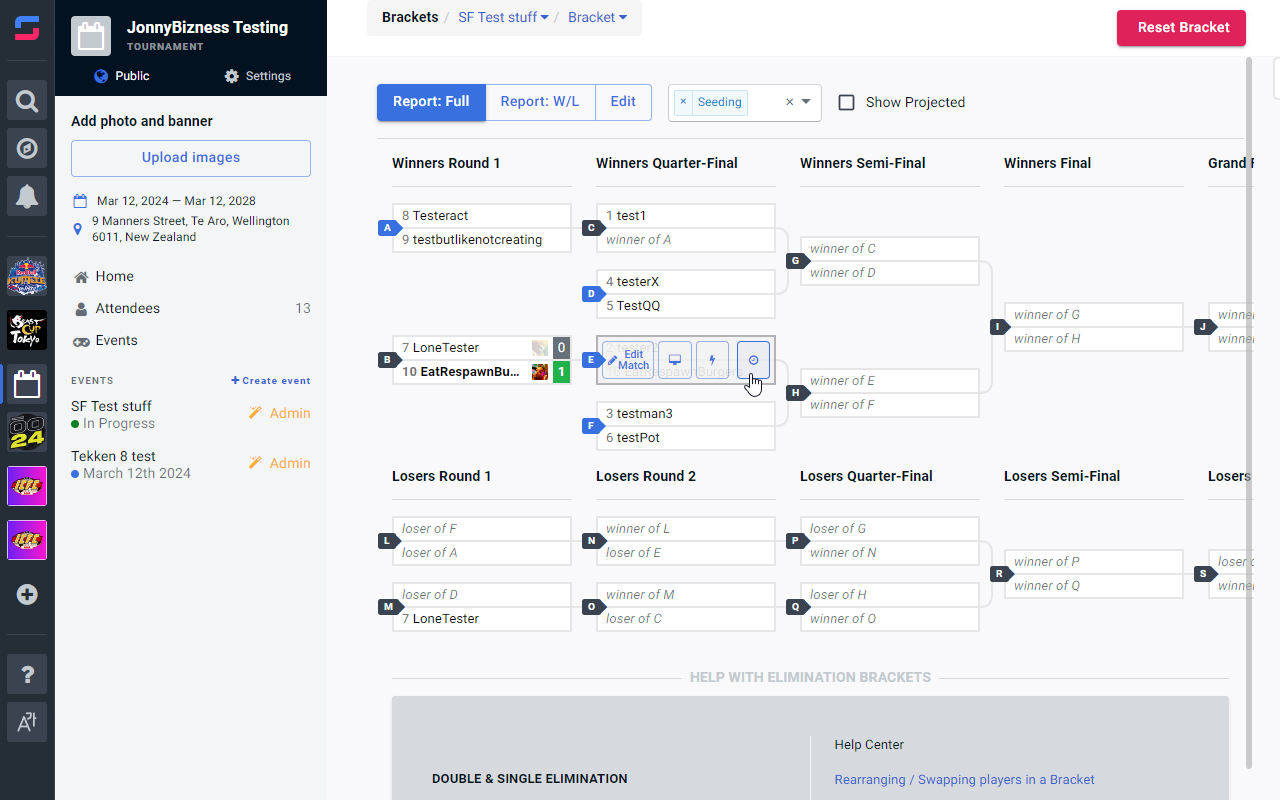 JonnyBizness Testing
TOURNAMENT
Public
Settings
Add photo and banner
Upload images
Mar 12, 2024 — Mar 12, 2028
9 Manners Street, Te Aro, Wellington
6011, New Zealand
Home
Attendees 13
Events
EVENTS
Create event
SF Test stuff
In Progress
Admin
Tekken 8 test
March 12th 2024
Admin
Brackets / SF Test stuff / Bracket
Reset Bracket
Report: Full
Report: W/L
Edit
× Seeding
×
Show Projected
Winners Round 1
Winners Quarter-Final
Winners Semi-Final
Winners Final
Grand F
A
8 Testeract
9 testbutlikenotcreating
B
7 LoneTester 0
10 EatRespawnBu... 1
C
1 test1
winner of A
D
4 testerX
5 TestQQ
E
Edit
Match
F
3 testman3
6 testPot
G
winner of C
winner of D
H
winner of E
winner of F
I
winner of G
winner of H
J
Losers Round 1
Losers Round 2
Losers Quarter-Final
Losers Semi-Final
Losers
L
loser of F
loser of A
M
loser of D
7 LoneTester
N
winner of L
loser of E
O
winner of M
loser of C
P
loser of G
winner of N
Q
loser of H
winner of O
R
winner of P
winner of Q
S
loser
HELP WITH ELIMINATION BRACKETS
DOUBLE & SINGLE ELIMINATION
Help Center
Rearranging / Swapping players in a Bracket
?